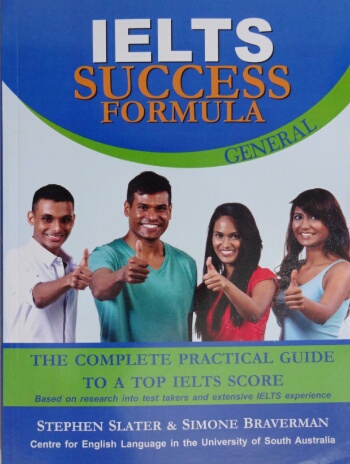 IELTS
SUCCESS
FORMULA
GENERAL
THE COMPLETE PRACTICAL GUIDE
TO A TOP IELTS SCORE
Based on research into test takers and extensive IELTS experience
STEPHEN SLATER & SIMONE BRAVERMAN
Centre for English Language in the University of South Australia